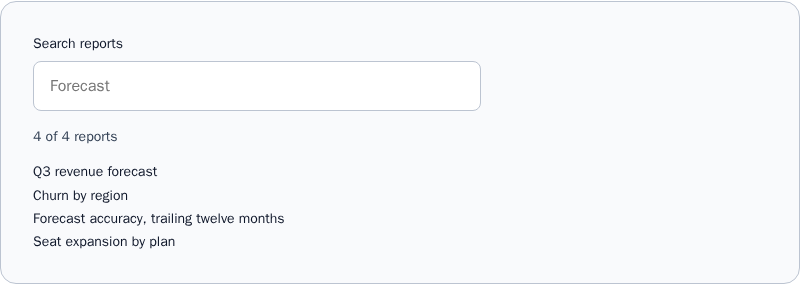 Search reports
Forecast
4 of 4 reports
Q3 revenue forecast
Churn by region
Forecast accuracy, trailing twelve months
Seat expansion by plan